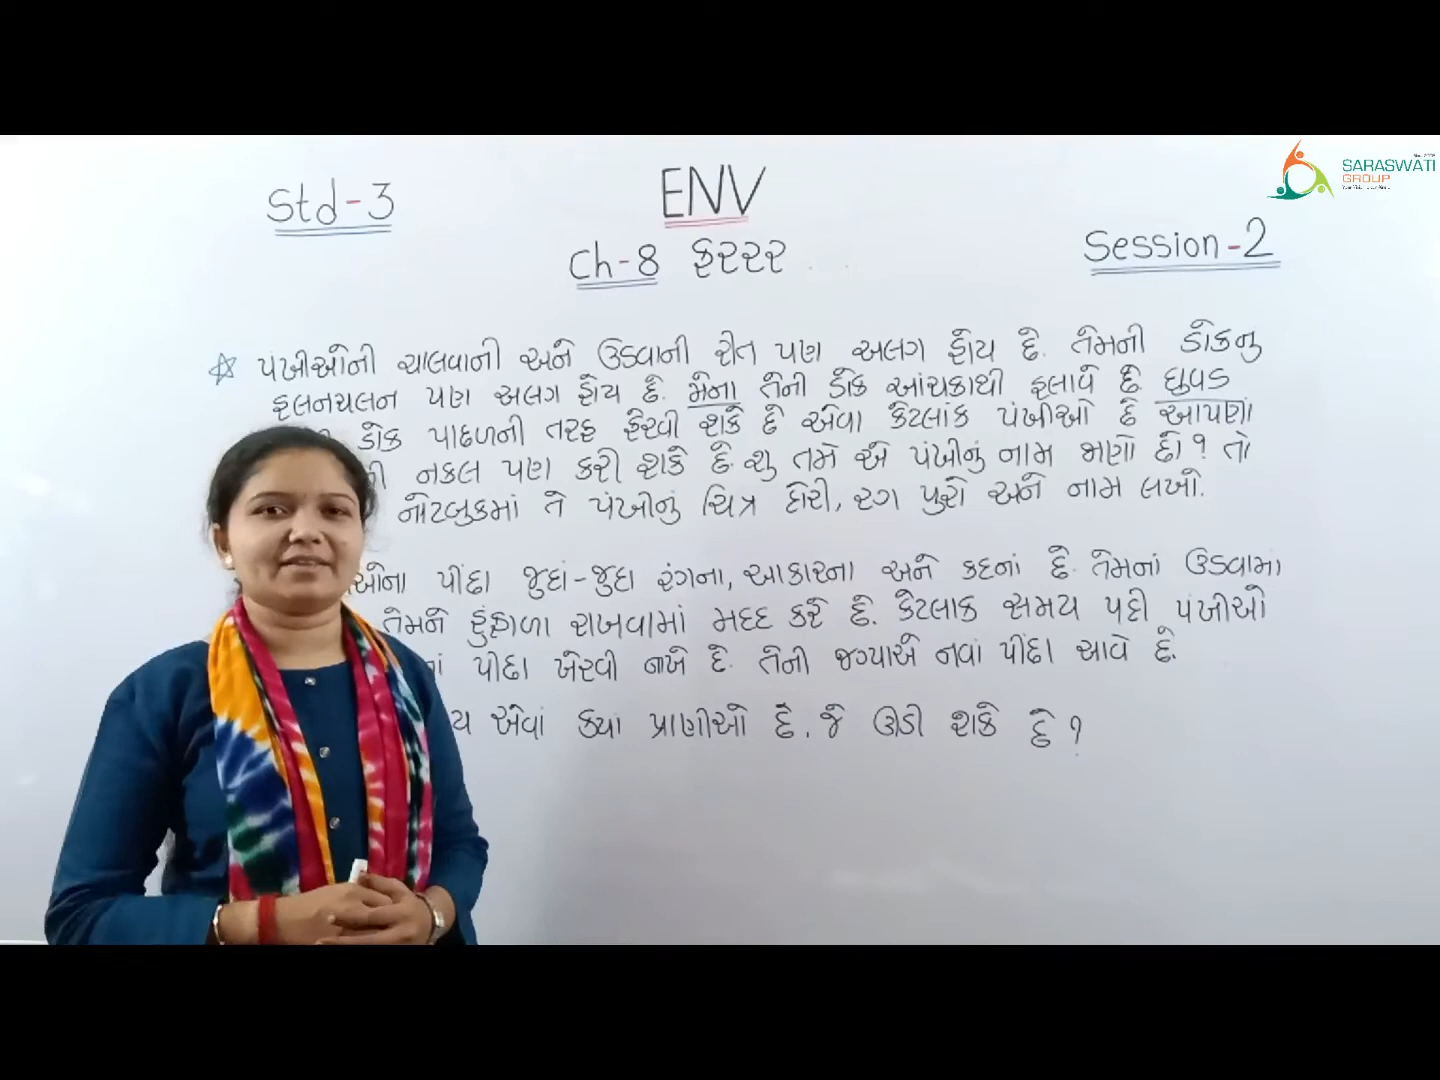 SARASWATI
GROUP
Std-3
ENV
Session-2
Ch-8 ફરરર
પંખીઓની ચાલવાની અને ઉડવાની રીત પણ અલગ હોય છે. તેમની ડોકનુ
હલનચલન પણ અલગ હોય છે. મેના તેની ડોક આંચકાથી હલાવે છે ઘુવડ
ડોક પાછળની તરફ ફેરવી શકે છે એવા કેટલાંક પંખીઓ છે આપણાં
નકલ પણ કરી શકે છે. શુ તમે એ પંખીનું નામ જાણો છો? તો
નોટબુકમાં તે પંખીનું ચિત્ર દોરી, રંગ પુરો અને નામ લખો.
પીંછા જુદાં-જુદા રંગના, આકારના અને કદનાં છે. તેમનાં ઉડવામા
તેમને હુંફાળા રાખવામાં મદદ કરે છે. કેટલાક સમય પછી પંખીઓ
પીંછા ખેરવી નાખે છે. તેની જગ્યાએ નવાં પીંછા આવે છે.
એવાં કયાં પ્રાણીઓ છે, જે ઊડી શકે છે?